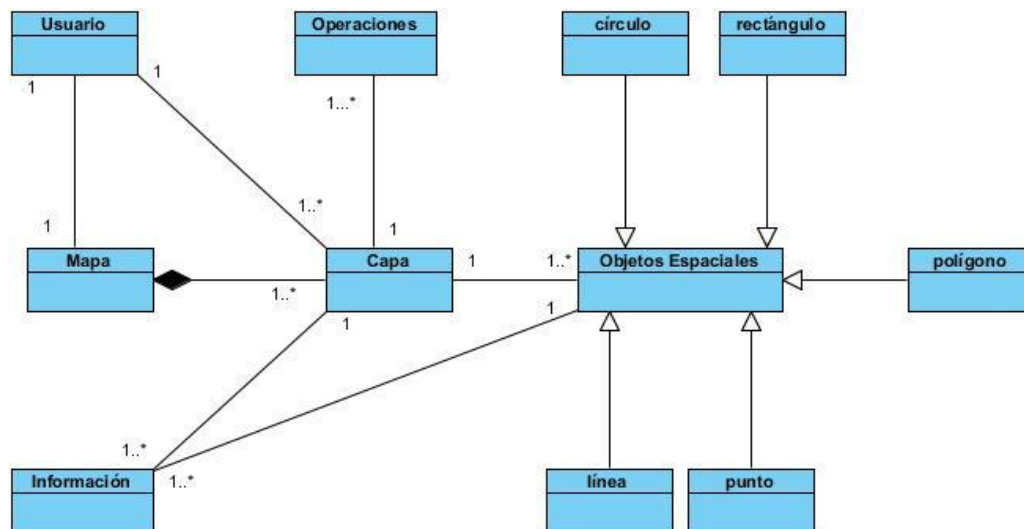 Usuario
Operaciones
círculo
rectángulo
1
1
1...*
1
1..*
1
Mapa
Capa
1
1..*
Objetos Espaciales
polígono
1..*
1
1
1..*
1..*
Información
línea
punto